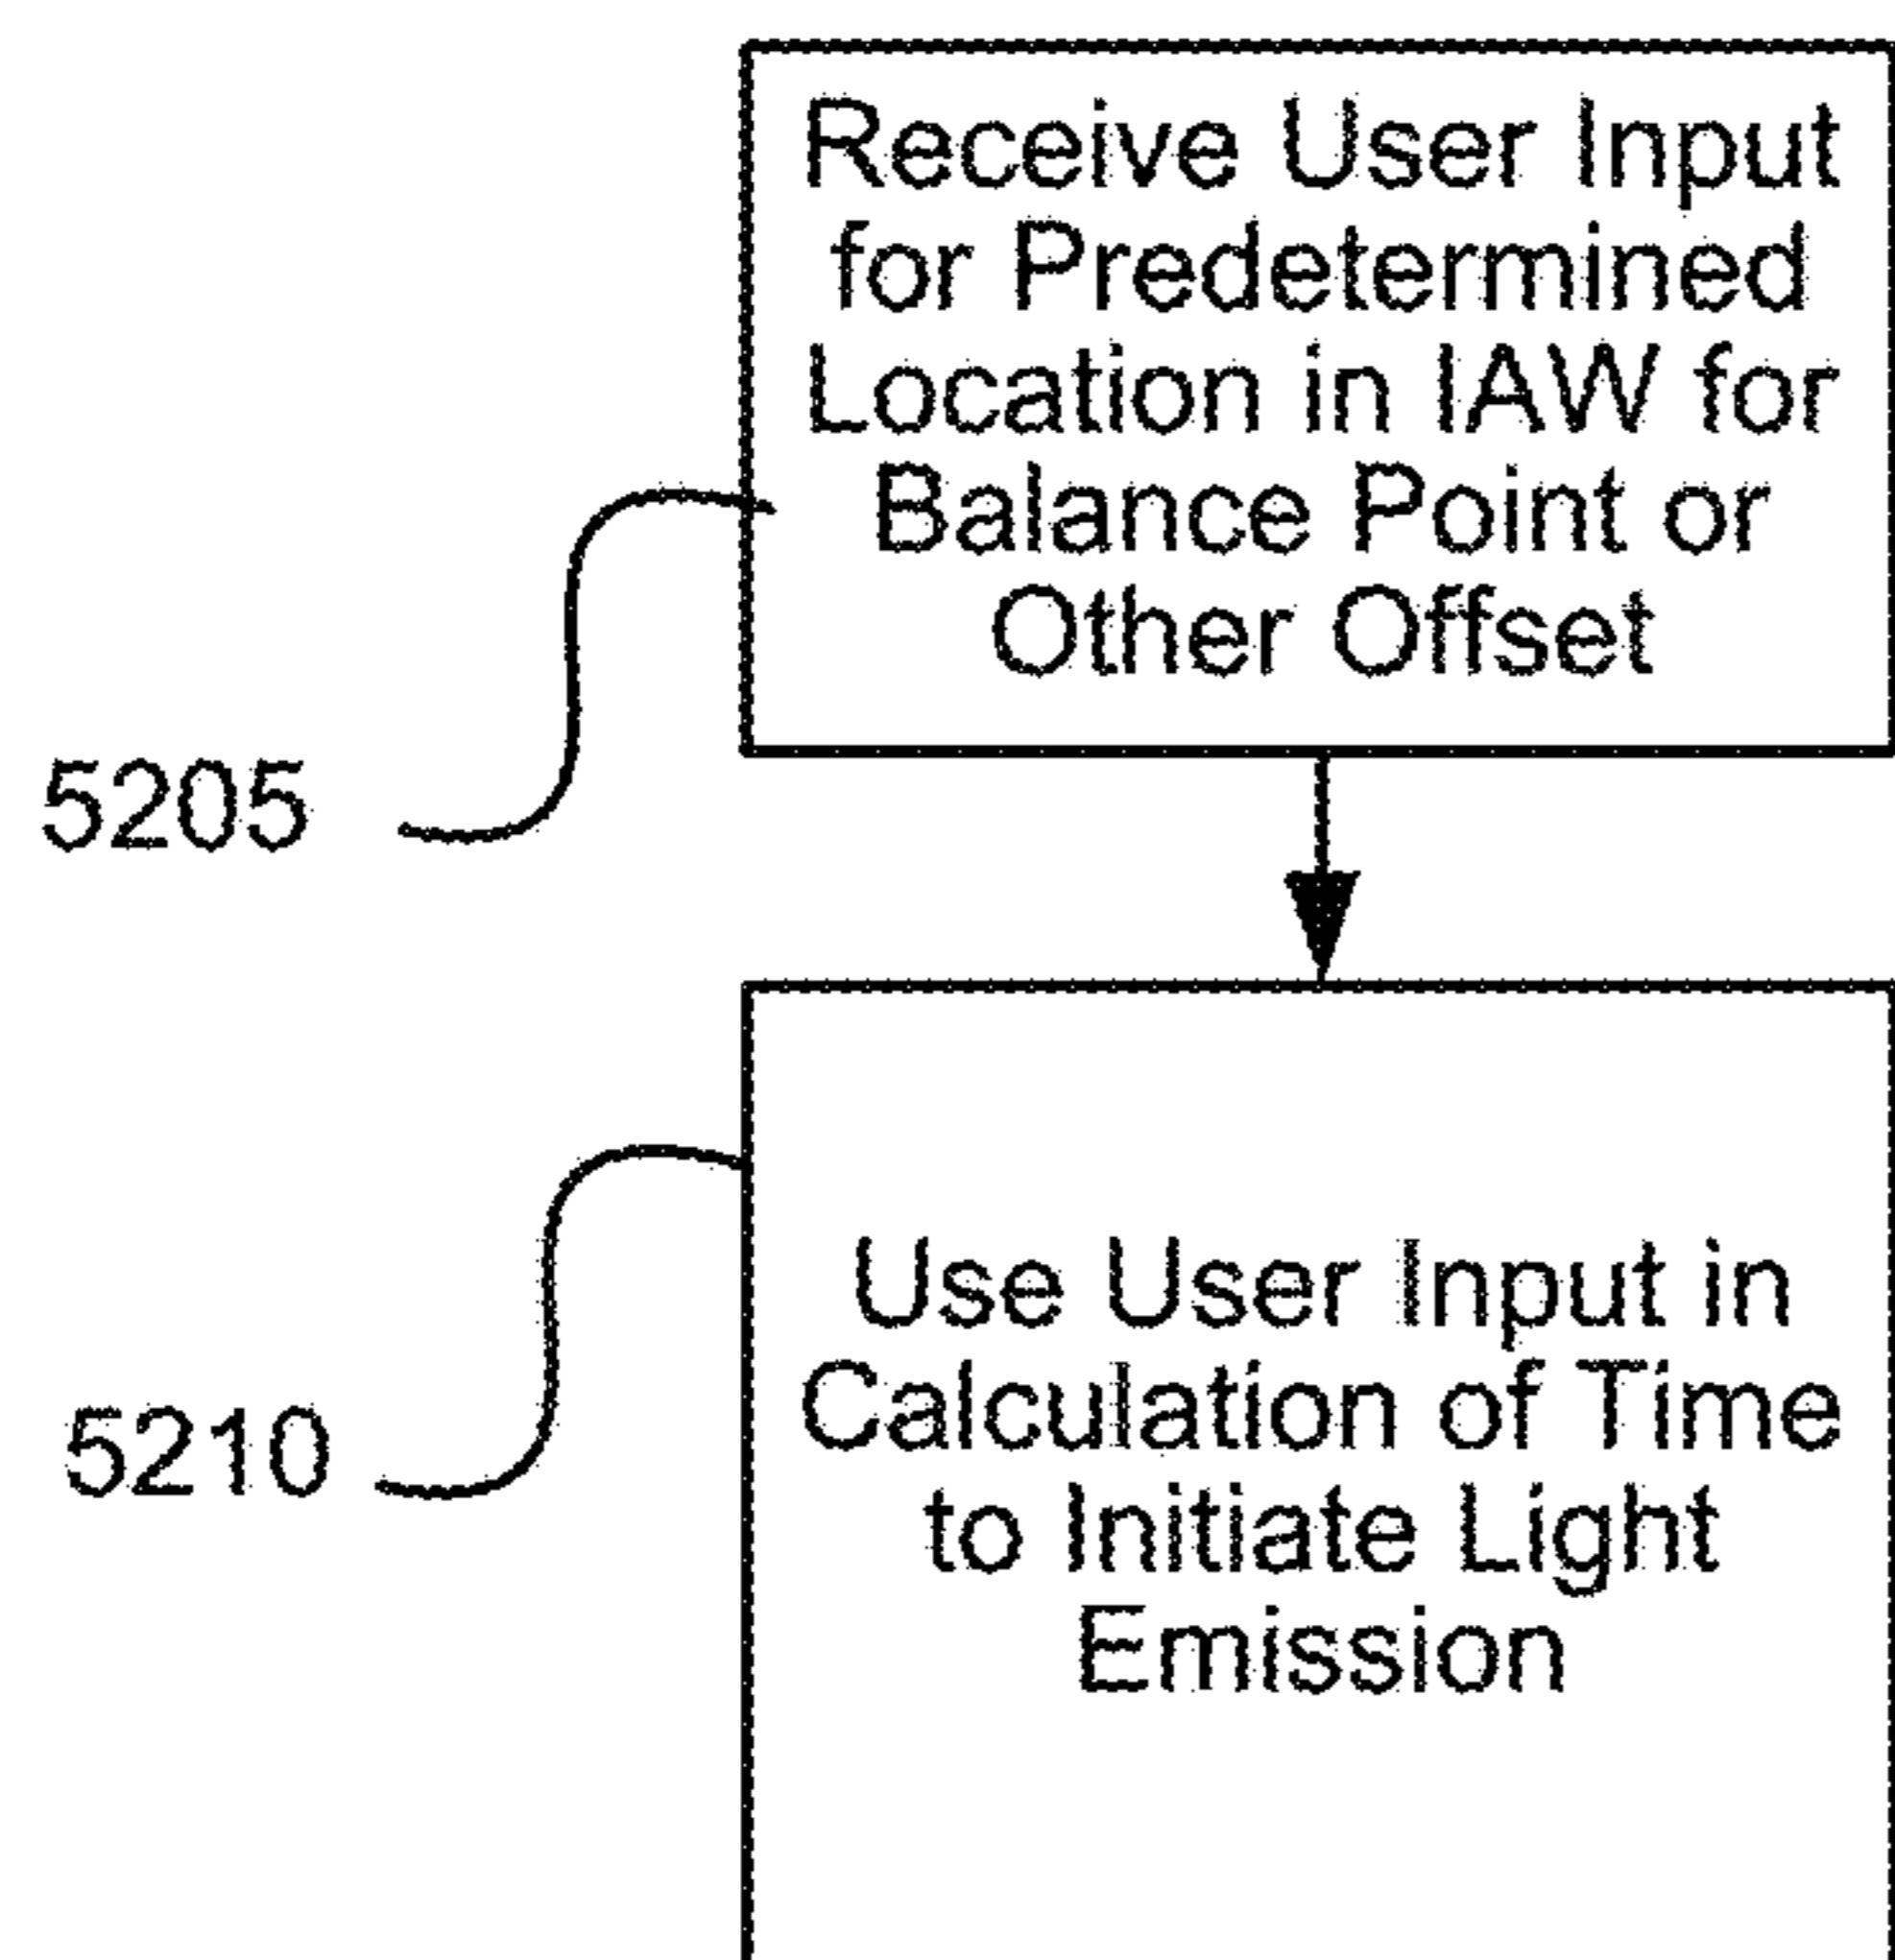 Receive User Input
for Predetermined
Location in IAW for
Balance Point or
Other Offset
5205
Use User Input in
Calculation of Time
to Initiate Light
Emission
5210